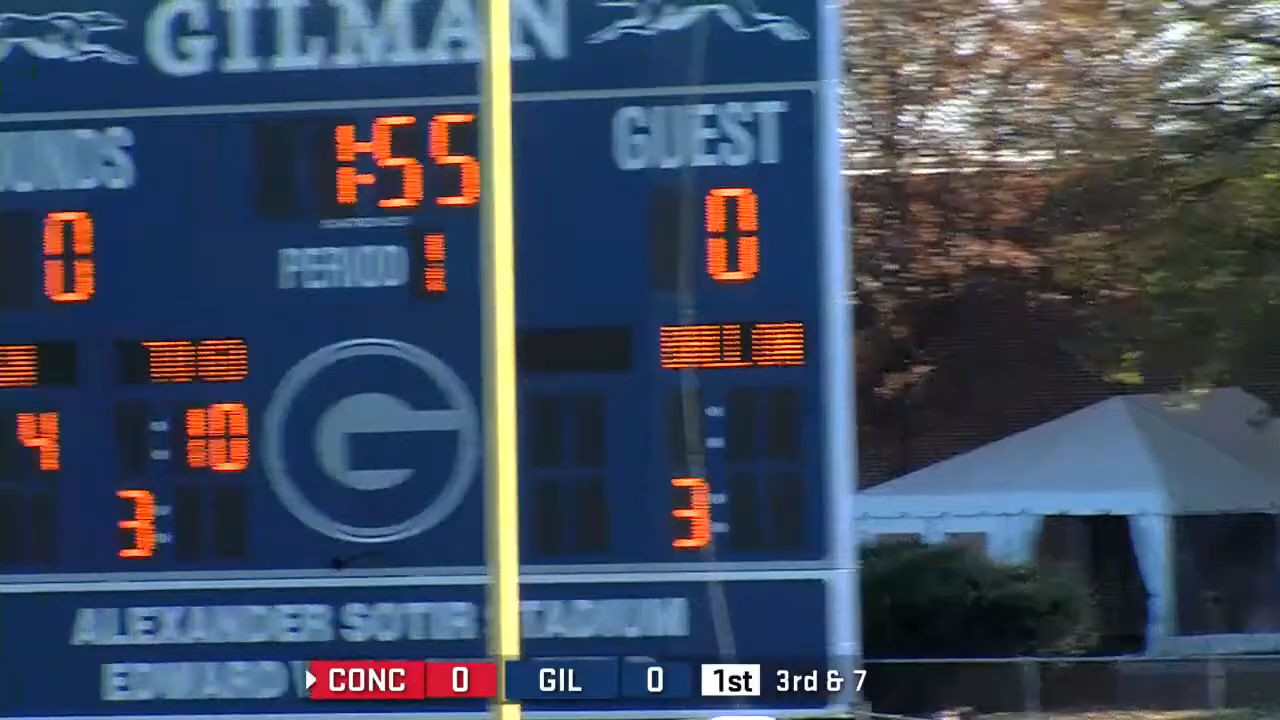 GILMAN
1:55
GUEST
0
0
PERIOD 1
4
10
G
3
3
ALEXANDER SOTIR STADIUM
EDWARD
CONC 0 GIL 0 1st 3rd & 7